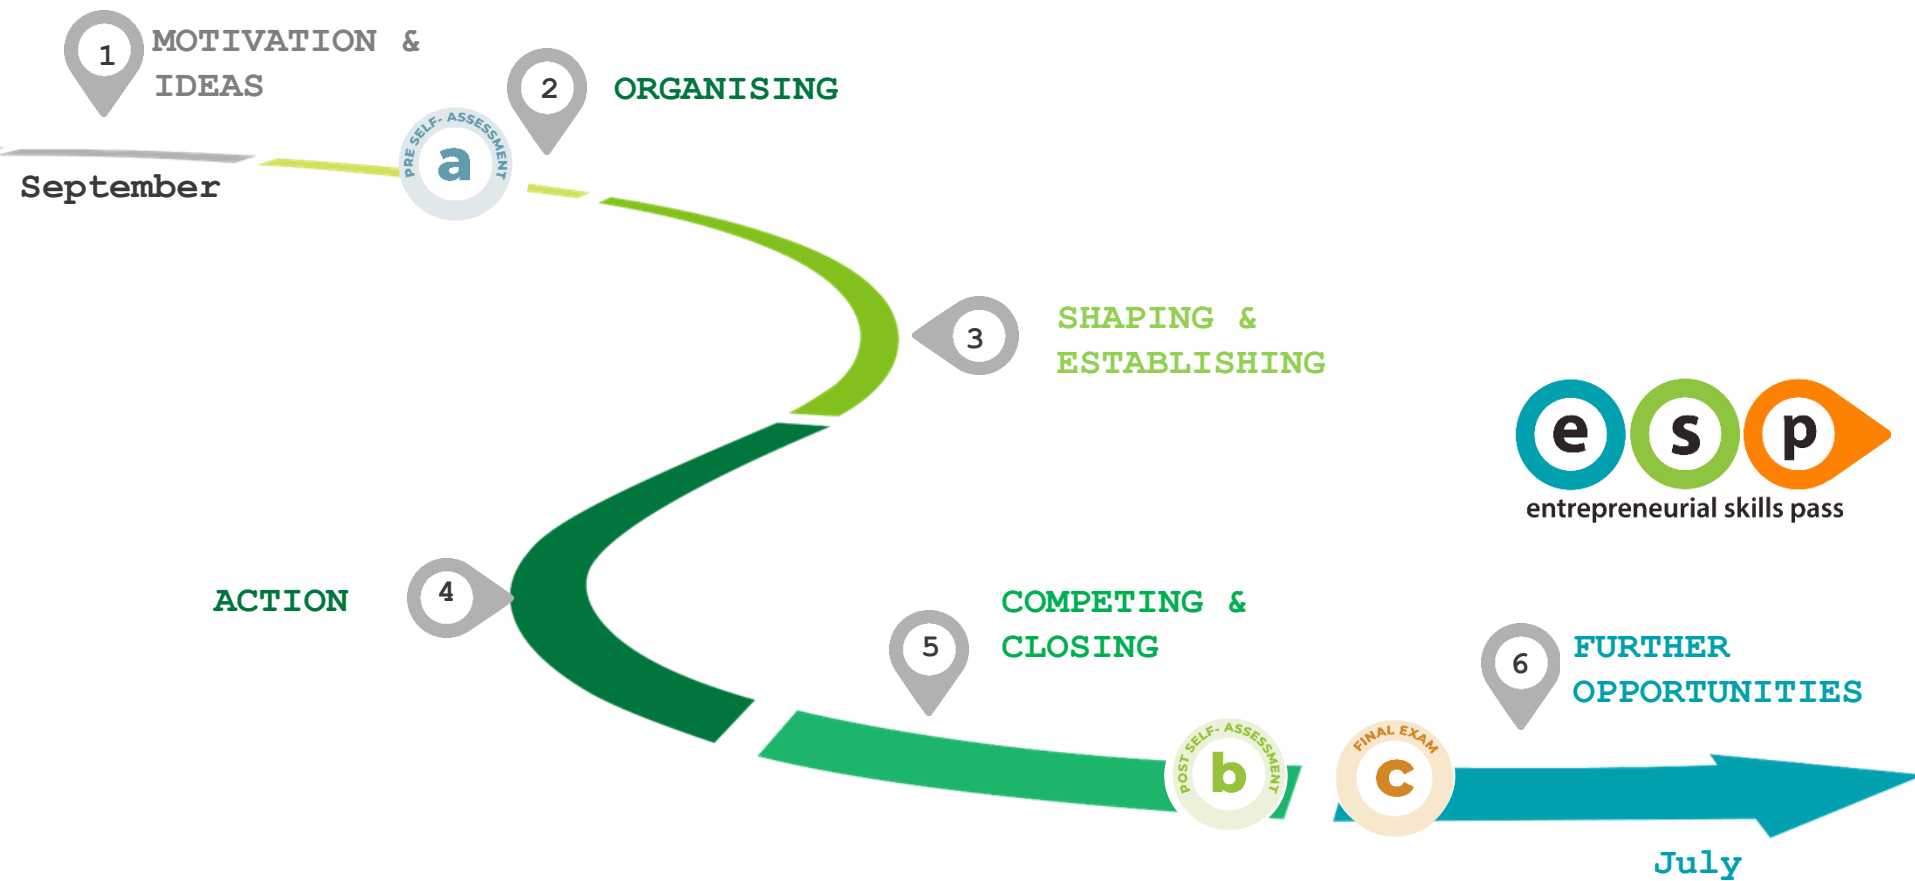 1
MOTIVATION &
IDEAS
September
PRE SELF- ASSESSMENT
a
2
ORGANISING
3
SHAPING &
ESTABLISHING
e s p
entrepreneurial skills pass
4
ACTION
5
COMPETING &
CLOSING
POST SELF- ASSESSMENT
b
FINAL EXAM
c
6
FURTHER
OPPORTUNITIES
July